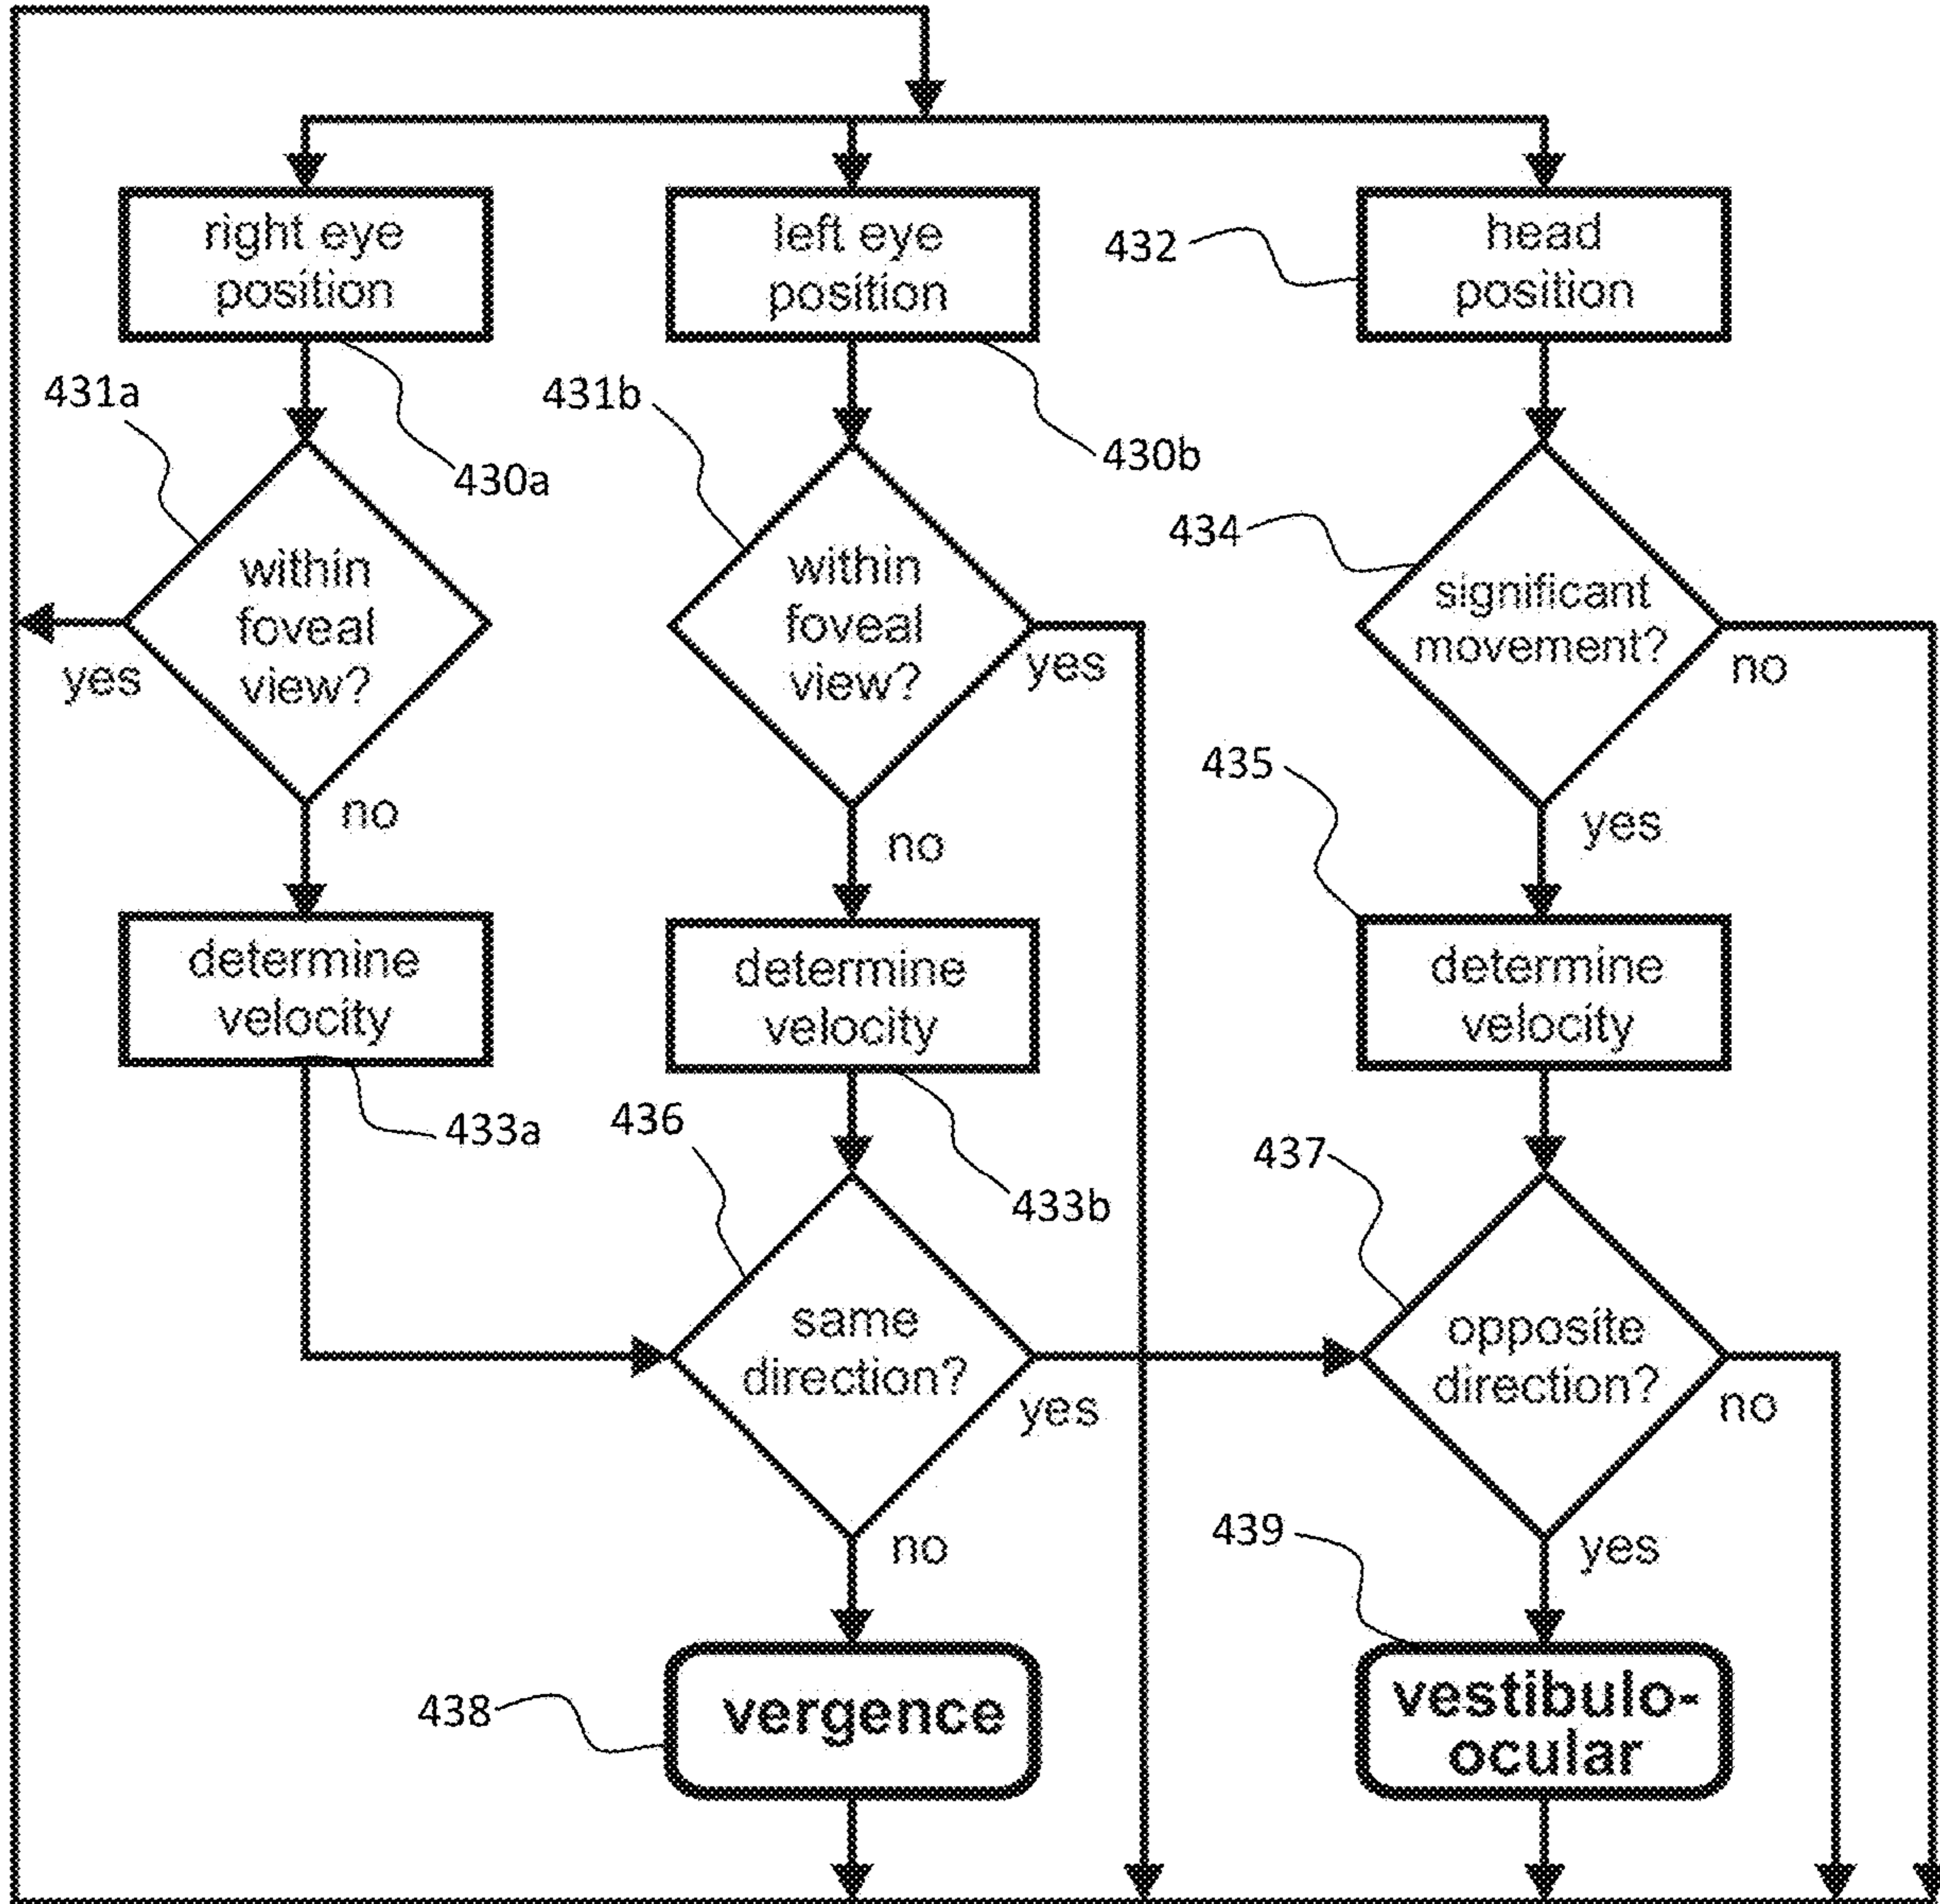 right eye
position
left eye
position
432
head
position
431a
430a
431b
430b
434
within
foveal
view?
yes
no
within
foveal
view?
yes
no
significant
movement?
no
yes
435
determine
velocity
433a
determine
velocity
433b
determine
velocity
436
same
direction?
yes
no
437
opposite
direction?
no
yes
438
vergence
439
vestibulo-
ocular